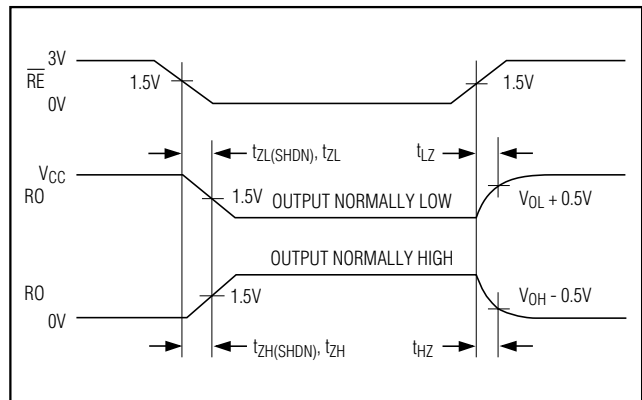 3V
RE
0V
1.5V
1.5V
tZL(SHDN), tZL
tLZ
VCC
RO
1.5V
OUTPUT NORMALLY LOW
VOL + 0.5V
OUTPUT NORMALLY HIGH
RO
0V
1.5V
VOH - 0.5V
tZH(SHDN), tZH
tHZ